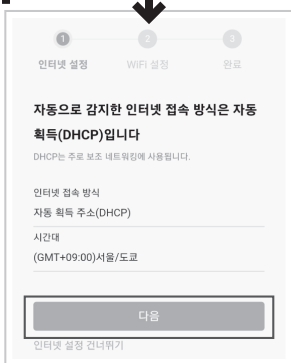 1 2 3
인터넷 설정 WiFi 설정 완료
자동으로 감지한 인터넷 접속 방식은 자동
획득(DHCP)입니다
DHCP는 주로 보조 네트워킹에 사용됩니다.
인터넷 접속 방식
자동 획득 주소(DHCP)
시간대
(GMT+09:00)서울/도쿄
다음
인터넷 설정 건너뛰기